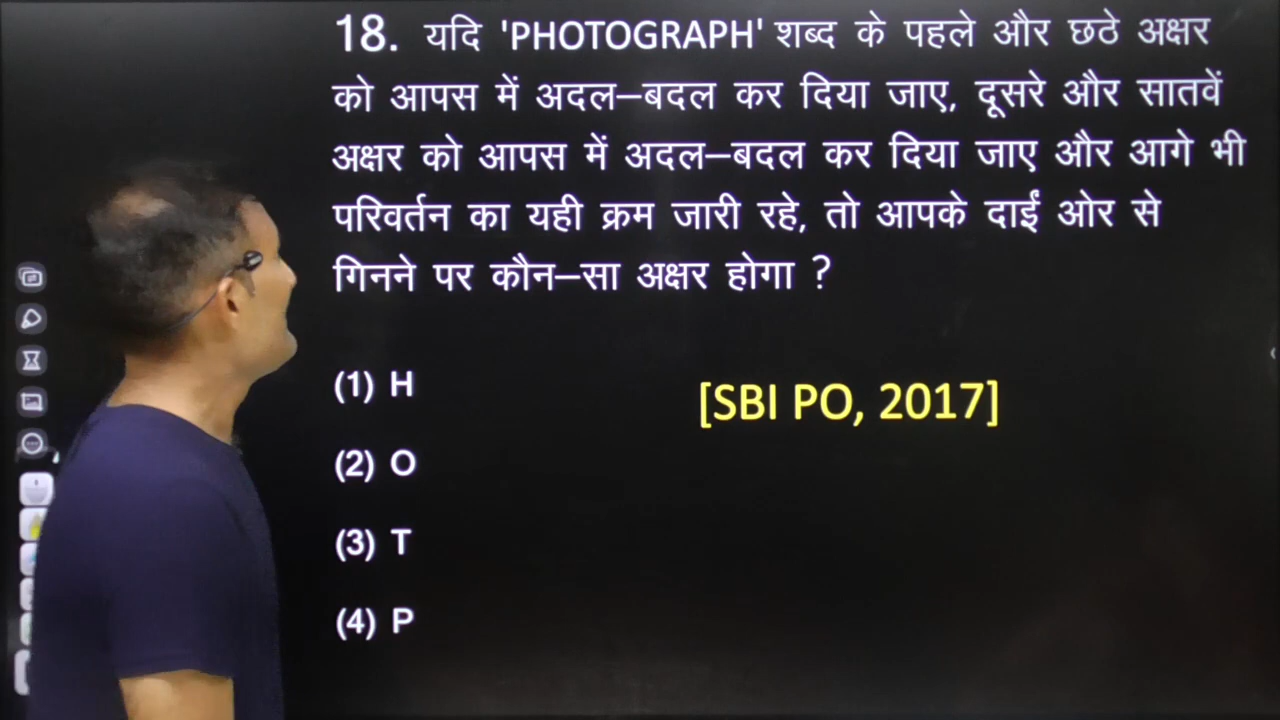 18. यदि 'PHOTOGRAPH' शब्द के पहले और छठे अक्षर
को आपस में अदल–बदल कर दिया जाए, दूसरे और सातवें
अक्षर को आपस में अदल–बदल कर दिया जाए और आगे भी
परिवर्तन का यही क्रम जारी रहे, तो आपके दाईं ओर से
गिनने पर कौन–सा अक्षर होगा ?
(1) H
[SBI PO, 2017]
(2) O
(3) T
(4) P